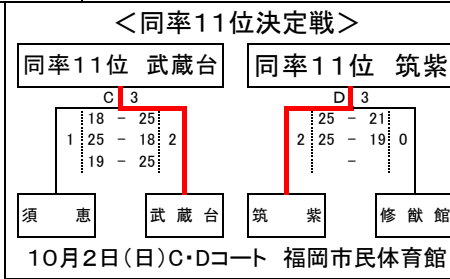 ＜同率11位決定戦＞
同率11位 武蔵台 同率11位 筑紫
C 3 D 3
18 － 25 25 － 21
1 25 － 18 2 2 25 － 19 0
19 － 25 －
須恵 武蔵台 筑紫 修猷館
10月2日(日)C・Dコート 福岡市民体育館